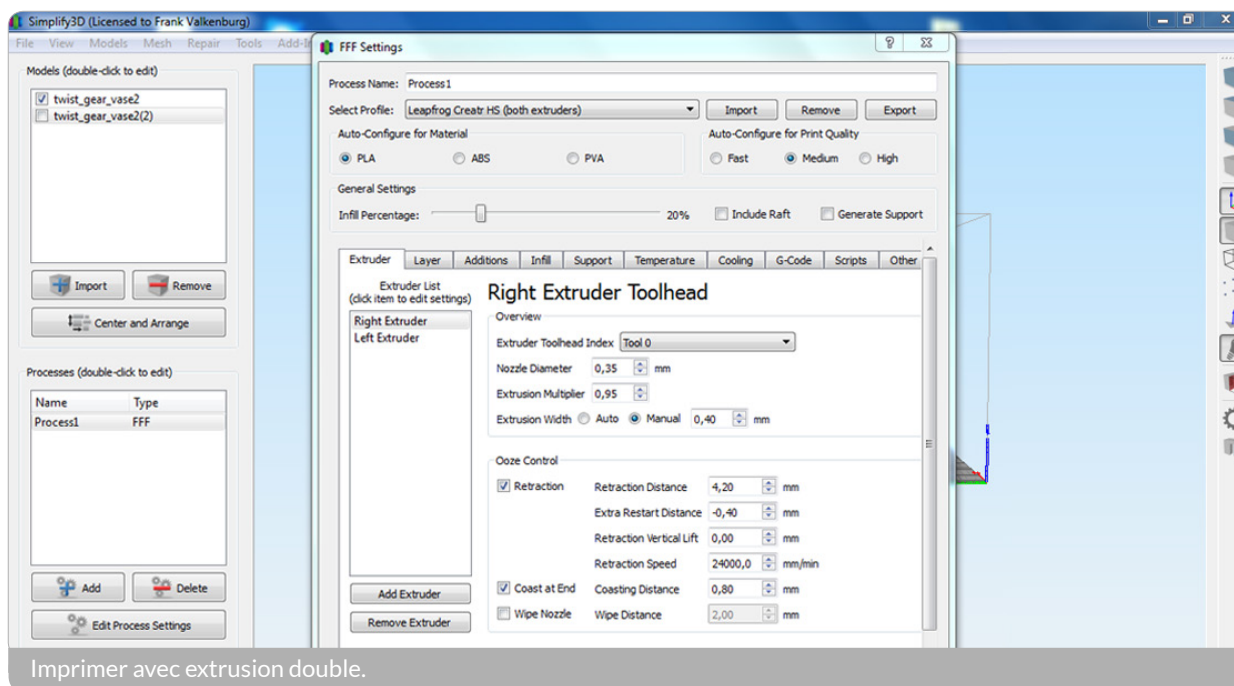 Simplify3D (Licensed to Frank Valkenburg)
File View Models Mesh Repair Tools
FFF Settings
Models (double-click to edit)
twist_gear_vase2
twist_gear_vase2(2)
Import Remove
Center and Arrange
Processes (double-click to edit)
Name Type
Process1 FFF
Add Delete
Edit Process Settings
Process Name: Process1
Select Profile: Leapfrog Creatr HS (both extruders) Import Remove Export
Auto-Configure for Material
PLA ABS PVA
Auto-Configure for Print Quality
Fast Medium High
General Settings
Infill Percentage: 20% Include Raft Generate Support
Extruder Layer Additions Infill Support Temperature Cooling G-Code Scripts Other
Extruder List
(click item to edit settings)
Right Extruder
Left Extruder
Add Extruder
Remove Extruder
Right Extruder Toolhead
Overview
Extruder Toolhead Index Tool 0
Nozzle Diameter 0,35 mm
Extrusion Multiplier 0,95
Extrusion Width Auto Manual 0,40 mm
Ooze Control
Retraction Retraction Distance 4,20 mm
Extra Restart Distance -0,40 mm
Retraction Vertical Lift 0,00 mm
Retraction Speed 24000,0 mm/min
Coast at End Coasting Distance 0,80 mm
Wipe Nozzle Wipe Distance 2,00 mm
Imprimer avec extrusion double.